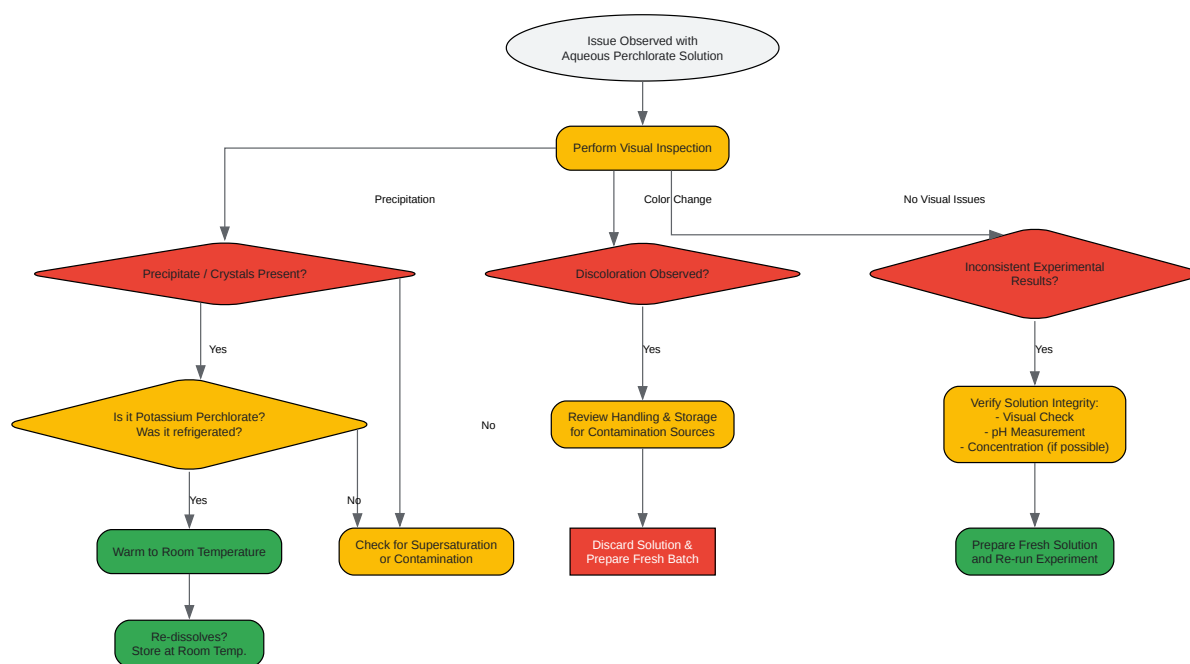 Issue Observed with
Aqueous Perchlorate Solution
Perform Visual Inspection
Precipitation
Color Change
No Visual Issues
Precipitate / Crystals Present?
Discoloration Observed?
Inconsistent Experimental
Results?
Yes
Yes
Yes
Is it Potassium Perchlorate?
Was it refrigerated?
No
Review Handling & Storage
for Contamination Sources
Verify Solution Integrity:
- Visual Check
- pH Measurement
- Concentration (if possible)
Yes
No
Warm to Room Temperature
Check for Supersaturation
or Contamination
Discard Solution &
Prepare Fresh Batch
Prepare Fresh Solution
and Re-run Experiment
Re-dissolves?
Store at Room Temp.